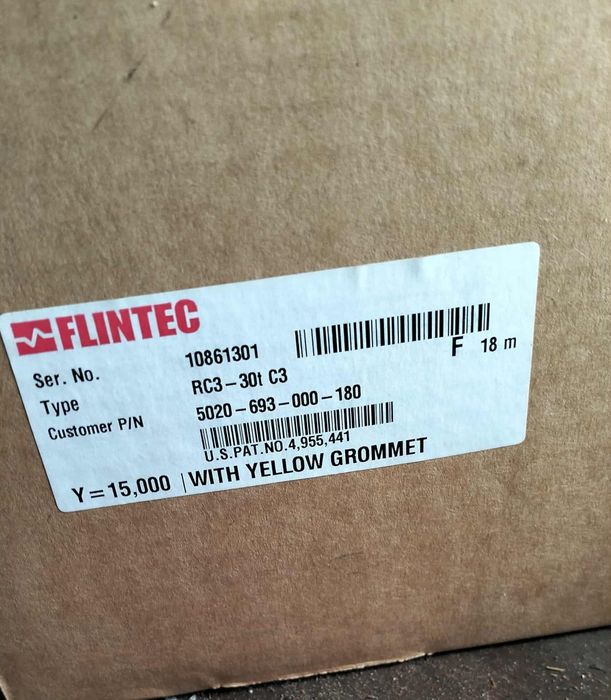 FLINTEC
Ser. No. 10861301
F 18 m
Type RC3-30t C3
Customer P/N 5020-693-000-180
U.S.PAT.NO.4,955,441
Y=15,000 | WITH YELLOW GROMMET